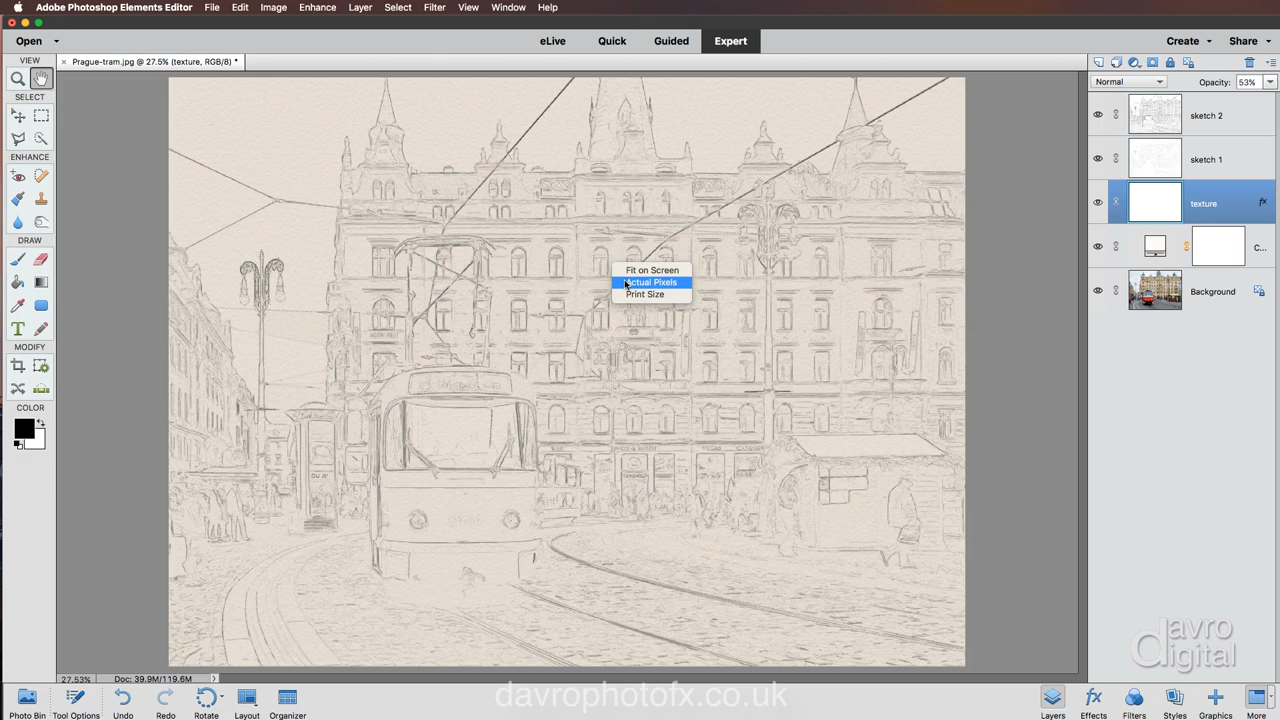 Adobe Photoshop Elements Editor File Edit Image Enhance Layer Select Filter View Window Help
Open eLive Quick Guided Expert Create Share
VIEW × Prague-tram.jpg @ 27.5% (texture, RGB/8) *
Normal Opacity: 53%
SELECT
sketch 2
ENHANCE
sketch 1
texture fx
DRAW
C...
Fit on Screen
Actual Pixels
Print Size
Background
T
MODIFY
COLOR
davro
digital
27.53% Doc: 39.9M/119.6M
davrophotofx.co.uk
Photo Bin Tool Options Undo Redo Rotate Layout Organizer Layers Effects Filters Styles Graphics More